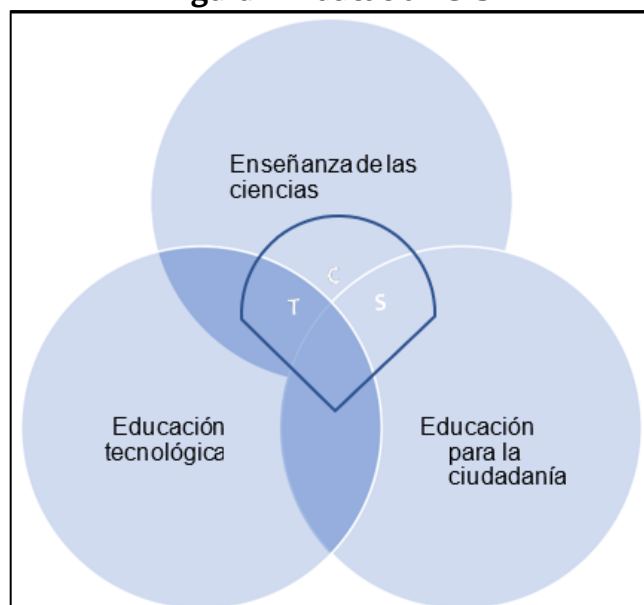 Enseñanza de las
ciencias
C
T
S
Educación
tecnológica
Educación
para la
ciudadanía